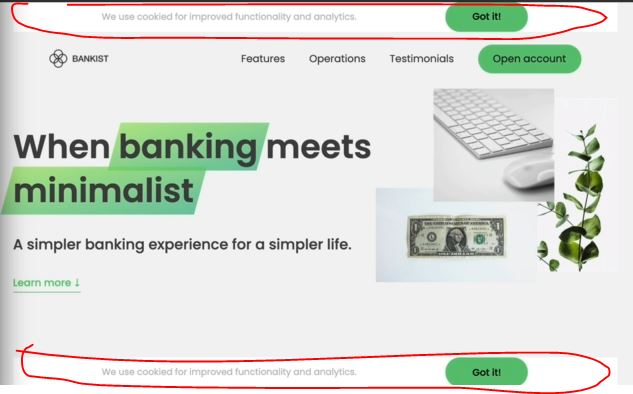 We use cookied for improved functionality and analytics. Got it!
BANKIST Features Operations Testimonials Open account
When banking meets
minimalist
A simpler banking experience for a simpler life.
Learn more ↓
We use cookied for improved functionality and analytics. Got it!